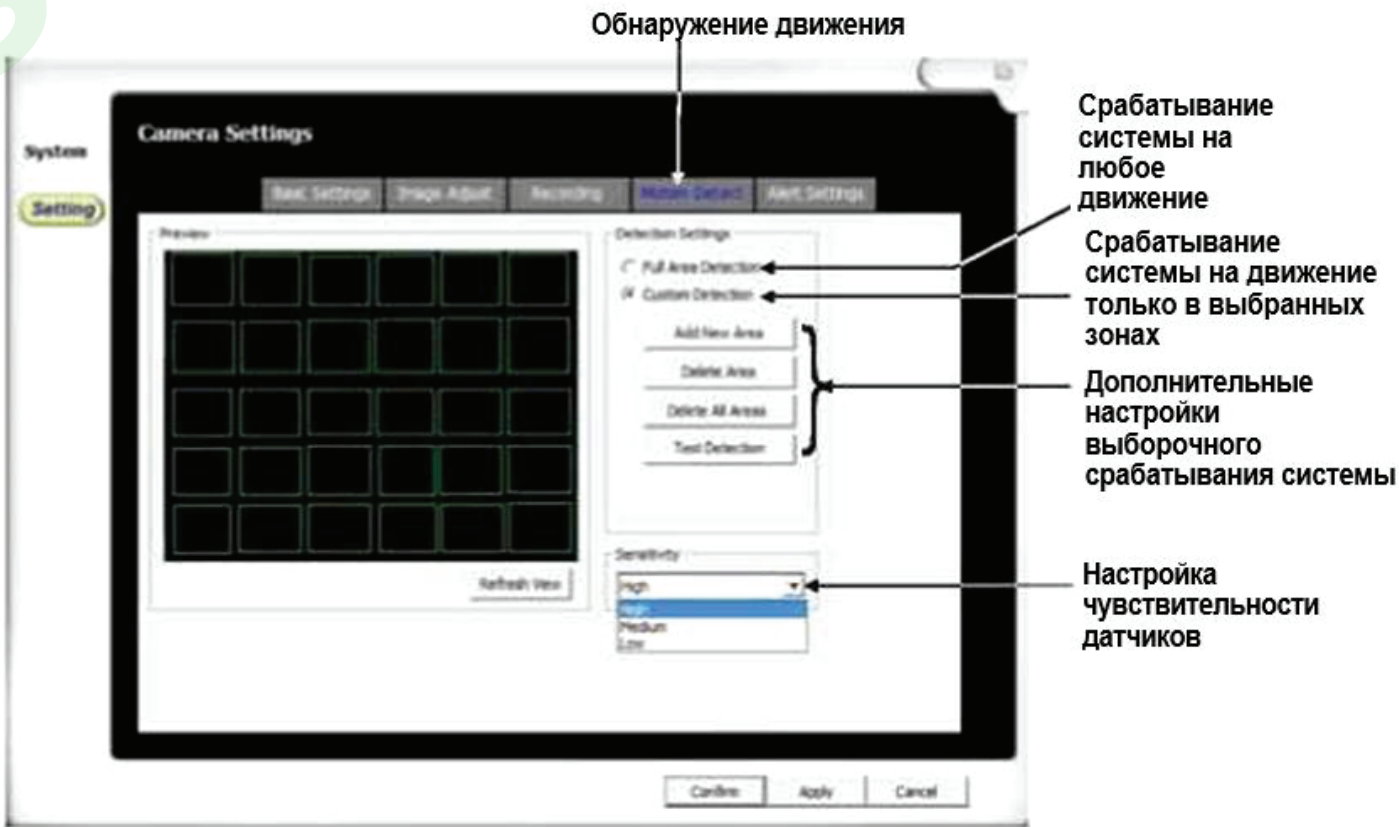 Обнаружение движения
Срабатывание
системы на
любое
движение
Срабатывание
системы на движение
только в выбранных
зонах
Дополнительные
настройки
выборочного
срабатывания системы
Настройка
чувствительности
датчиков
System
Setting
Camera Settings
Basic Settings
Image Adjust
Recording
Motion Detect
Alert Settings
Preview
Refresh View
Detection Settings
Full Area Detection
Custom Detection
Add New Area
Delete Area
Delete All Areas
Test Detection
Sensitivity
High
High
Medium
Low
Confirm
Apply
Cancel